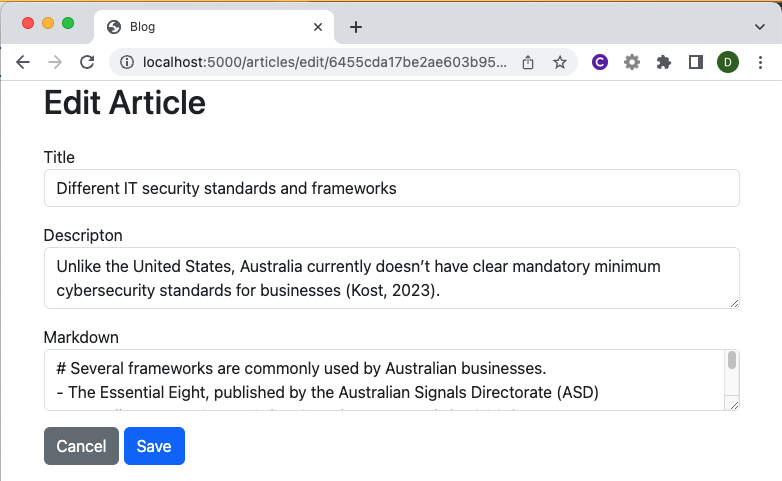 Blog
localhost:5000/articles/edit/6455cda17be2ae603b95...
C
D
Edit Article
Title
Different IT security standards and frameworks
Descripton
Unlike the United States, Australia currently doesn’t have clear mandatory minimum
cybersecurity standards for businesses (Kost, 2023).
Markdown
# Several frameworks are commonly used by Australian businesses.
- The Essential Eight, published by the Australian Signals Directorate (ASD)
Cancel Save